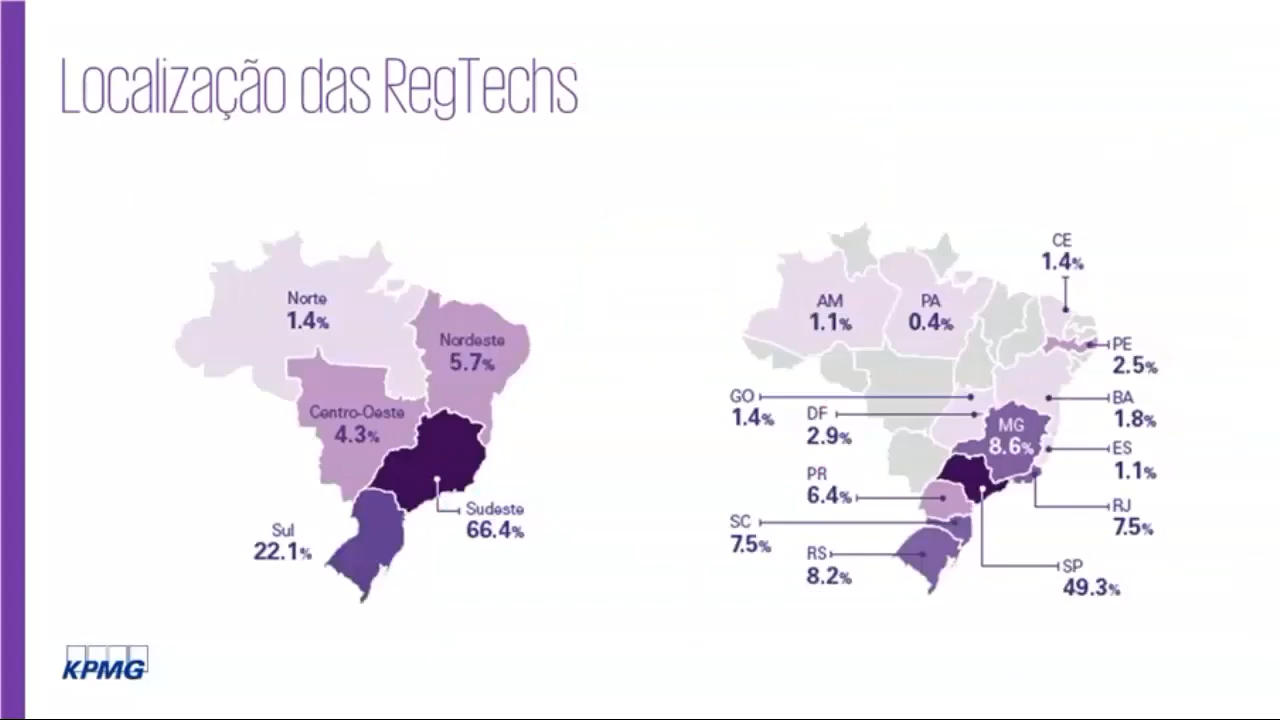 Localização das RegTechs
Norte
1.4%
Nordeste
5.7%
Centro-Oeste
4.3%
Sudeste
66.4%
Sul
22.1%
CE
1.4%
AM
1.1%
PA
0.4%
PE
2.5%
GO
1.4%
DF
2.9%
BA
1.8%
MG
8.6%
ES
1.1%
PR
6.4%
RJ
7.5%
SC
7.5%
RS
8.2%
SP
49.3%
KPMG